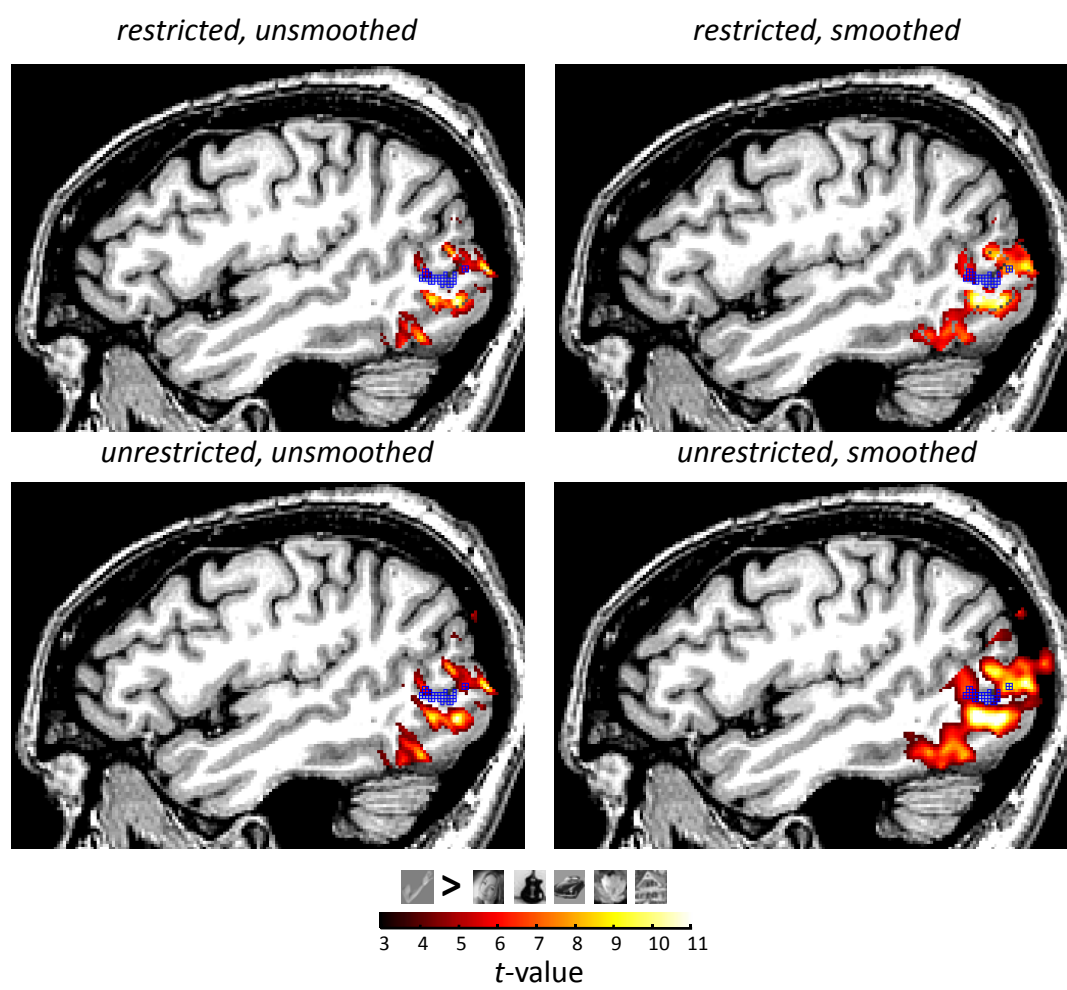 restricted, unsmoothed
restricted, smoothed
unrestricted, unsmoothed
unrestricted, smoothed
>
3 4 5 6 7 8 9 10 11
t-value